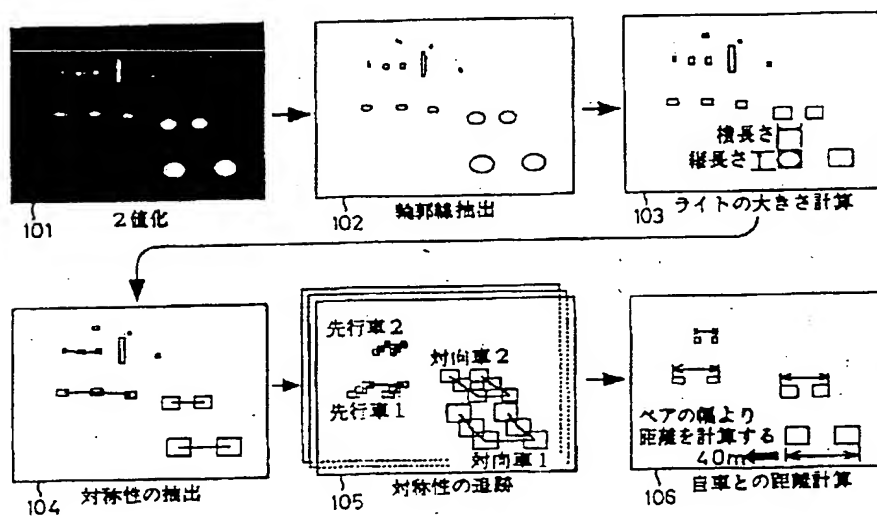 横長さ
縦長さ
101
2値化
102
輪郭線抽出
103
ライトの大きさ計算
先行車2
対向車2
先行車1
対向車1
ペアの幅より
距離を計算する
40m
104
対称性の抽出
105
対称性の追跡
106
自車との距離計算